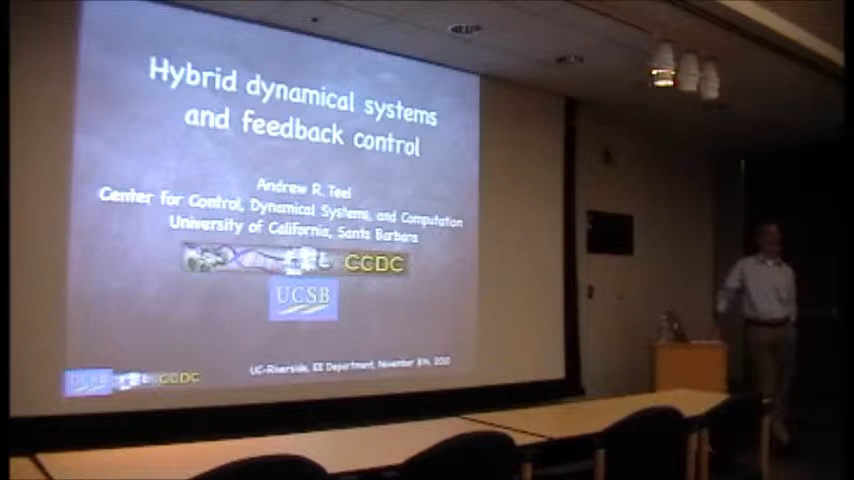 Hybrid dynamical systems
and feedback control
Andrew R. Teel
Center for Control, Dynamical Systems, and Computation
University of California, Santa Barbara
CCDC
UCSB
UCSB CCDC
UC-Riverside, EE Department, November 8th, 2010